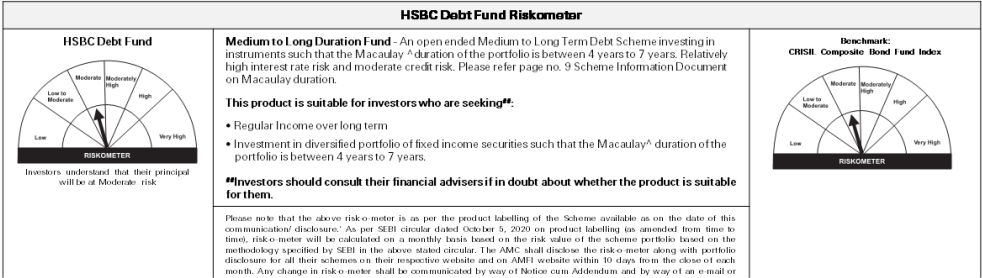 HSBC Debt Fund Riskometer
HSBC Debt Fund
Low
Low to
Moderate
Moderate
Moderately
High
High
Very High
RISKOMETER
Investors understand that their principal
will be at Moderate risk
Medium to Long Duration Fund - An open ended Medium to Long Term Debt Scheme investing in
instruments such that the Macaulay ^duration of the portfolio is between 4 years to 7 years. Relatively
high interest rate risk and moderate credit risk. Please refer page no. 9 Scheme Information Document
on Macaulay duration.
This product is suitable for investors who are seeking##:
• Regular Income over long term
• Investment in diversified portfolio of fixed income securities such that the Macaulay^ duration of the
portfolio is between 4 years to 7 years.
##Investors should consult their financial advisers if in doubt about whether the product is suitable
for them.
Please note that the above risk-o-meter is as per the product labelling of the Scheme available as on the date of this
communication/ disclosure.' As per SEBI circular dated October 5, 2020 on product labelling (as amended from time to
time), risk-o-meter will be calculated on a monthly basis based on the risk value of the scheme portfolio based on the
methodology specified by SEBI in the above stated circular. The AMC shall disclose the risk-o-meter along with portfolio
disclosure for all their schemes on their respective website and on AMFI website within 10 days from the close of each
month. Any change in risk-o-meter shall be communicated by way of Notice cum Addendum and by way of an e-mail or
Benchmark:
CRISIL Composite Bond Fund Index
Low
Low to
Moderate
Moderate
Moderately
High
High
Very High
RISKOMETER